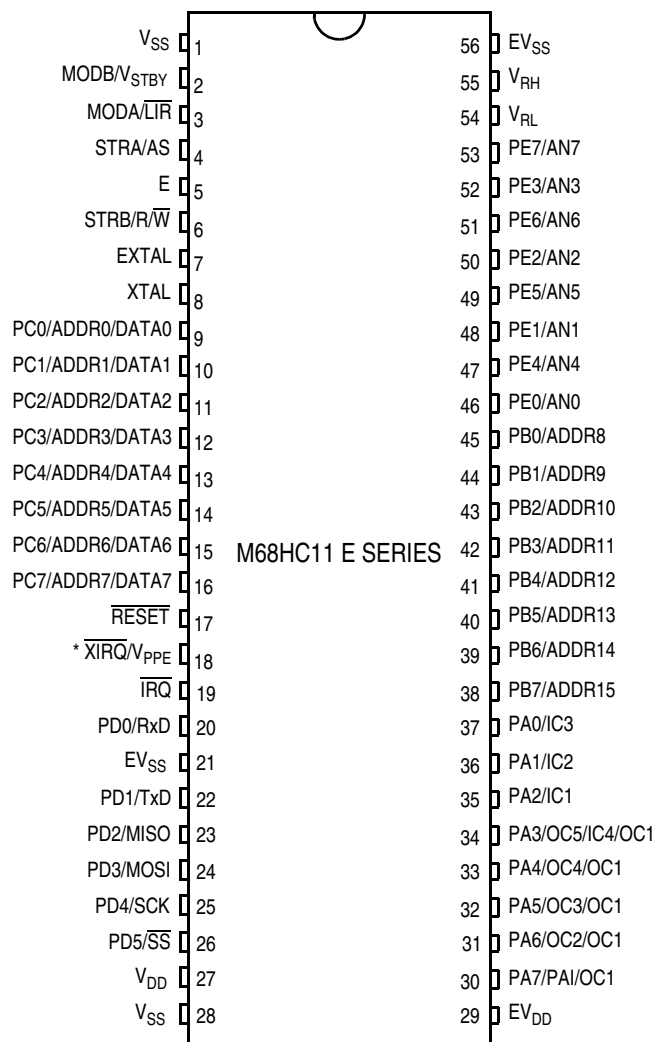 V_SS 1
MODB/V_STBY 2
MODA/L̅I̅R̅ 3
STRA/AS 4
E 5
STRB/R/W̅ 6
EXTAL 7
XTAL 8
PC0/ADDR0/DATA0 9
PC1/ADDR1/DATA1 10
PC2/ADDR2/DATA2 11
PC3/ADDR3/DATA3 12
PC4/ADDR4/DATA4 13
PC5/ADDR5/DATA5 14
PC6/ADDR6/DATA6 15
PC7/ADDR7/DATA7 16
R̅E̅S̅E̅T̅ 17
* X̅I̅R̅Q̅/V_PPE 18
I̅R̅Q̅ 19
PD0/RxD 20
EV_SS 21
PD1/TxD 22
PD2/MISO 23
PD3/MOSI 24
PD4/SCK 25
PD5/S̅S̅ 26
V_DD 27
V_SS 28
M68HC11 E SERIES
56 EV_SS
55 V_RH
54 V_RL
53 PE7/AN7
52 PE3/AN3
51 PE6/AN6
50 PE2/AN2
49 PE5/AN5
48 PE1/AN1
47 PE4/AN4
46 PE0/AN0
45 PB0/ADDR8
44 PB1/ADDR9
43 PB2/ADDR10
42 PB3/ADDR11
41 PB4/ADDR12
40 PB5/ADDR13
39 PB6/ADDR14
38 PB7/ADDR15
37 PA0/IC3
36 PA1/IC2
35 PA2/IC1
34 PA3/OC5/IC4/OC1
33 PA4/OC4/OC1
32 PA5/OC3/OC1
31 PA6/OC2/OC1
30 PA7/PAI/OC1
29 EV_DD